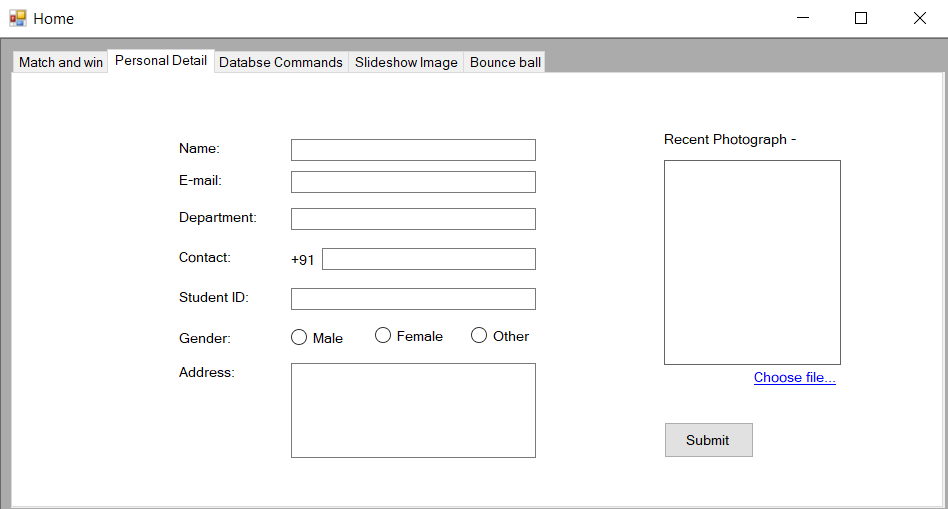 Home
Match and win Personal Detail Databse Commands Slideshow Image Bounce ball
Name:
E-mail:
Department:
Contact: +91
Student ID:
Gender: Male Female Other
Address:
Recent Photograph -
Choose file...
Submit